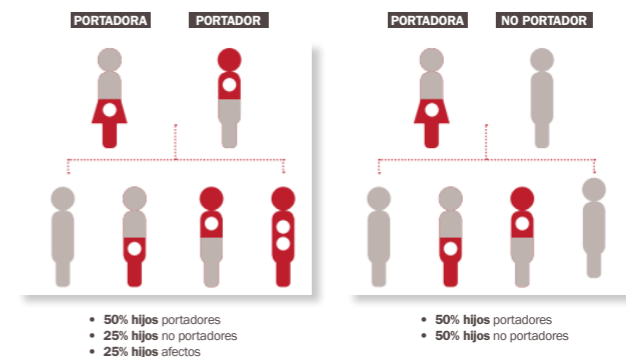 PORTADORA PORTADOR
• 50% hijos portadores
• 25% hijos no portadores
• 25% hijos afectos
PORTADORA NO PORTADOR
• 50% hijos portadores
• 50% hijos no portadores